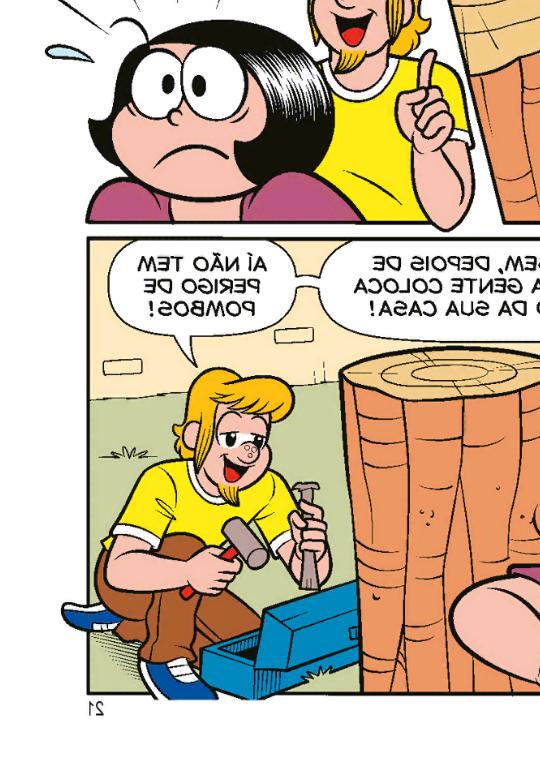 DEPOIS DE
A GENTE COLOCA
DA SUA CASA!
AÍ NÃO TEM
PERIGO DE
POMBOS!
21